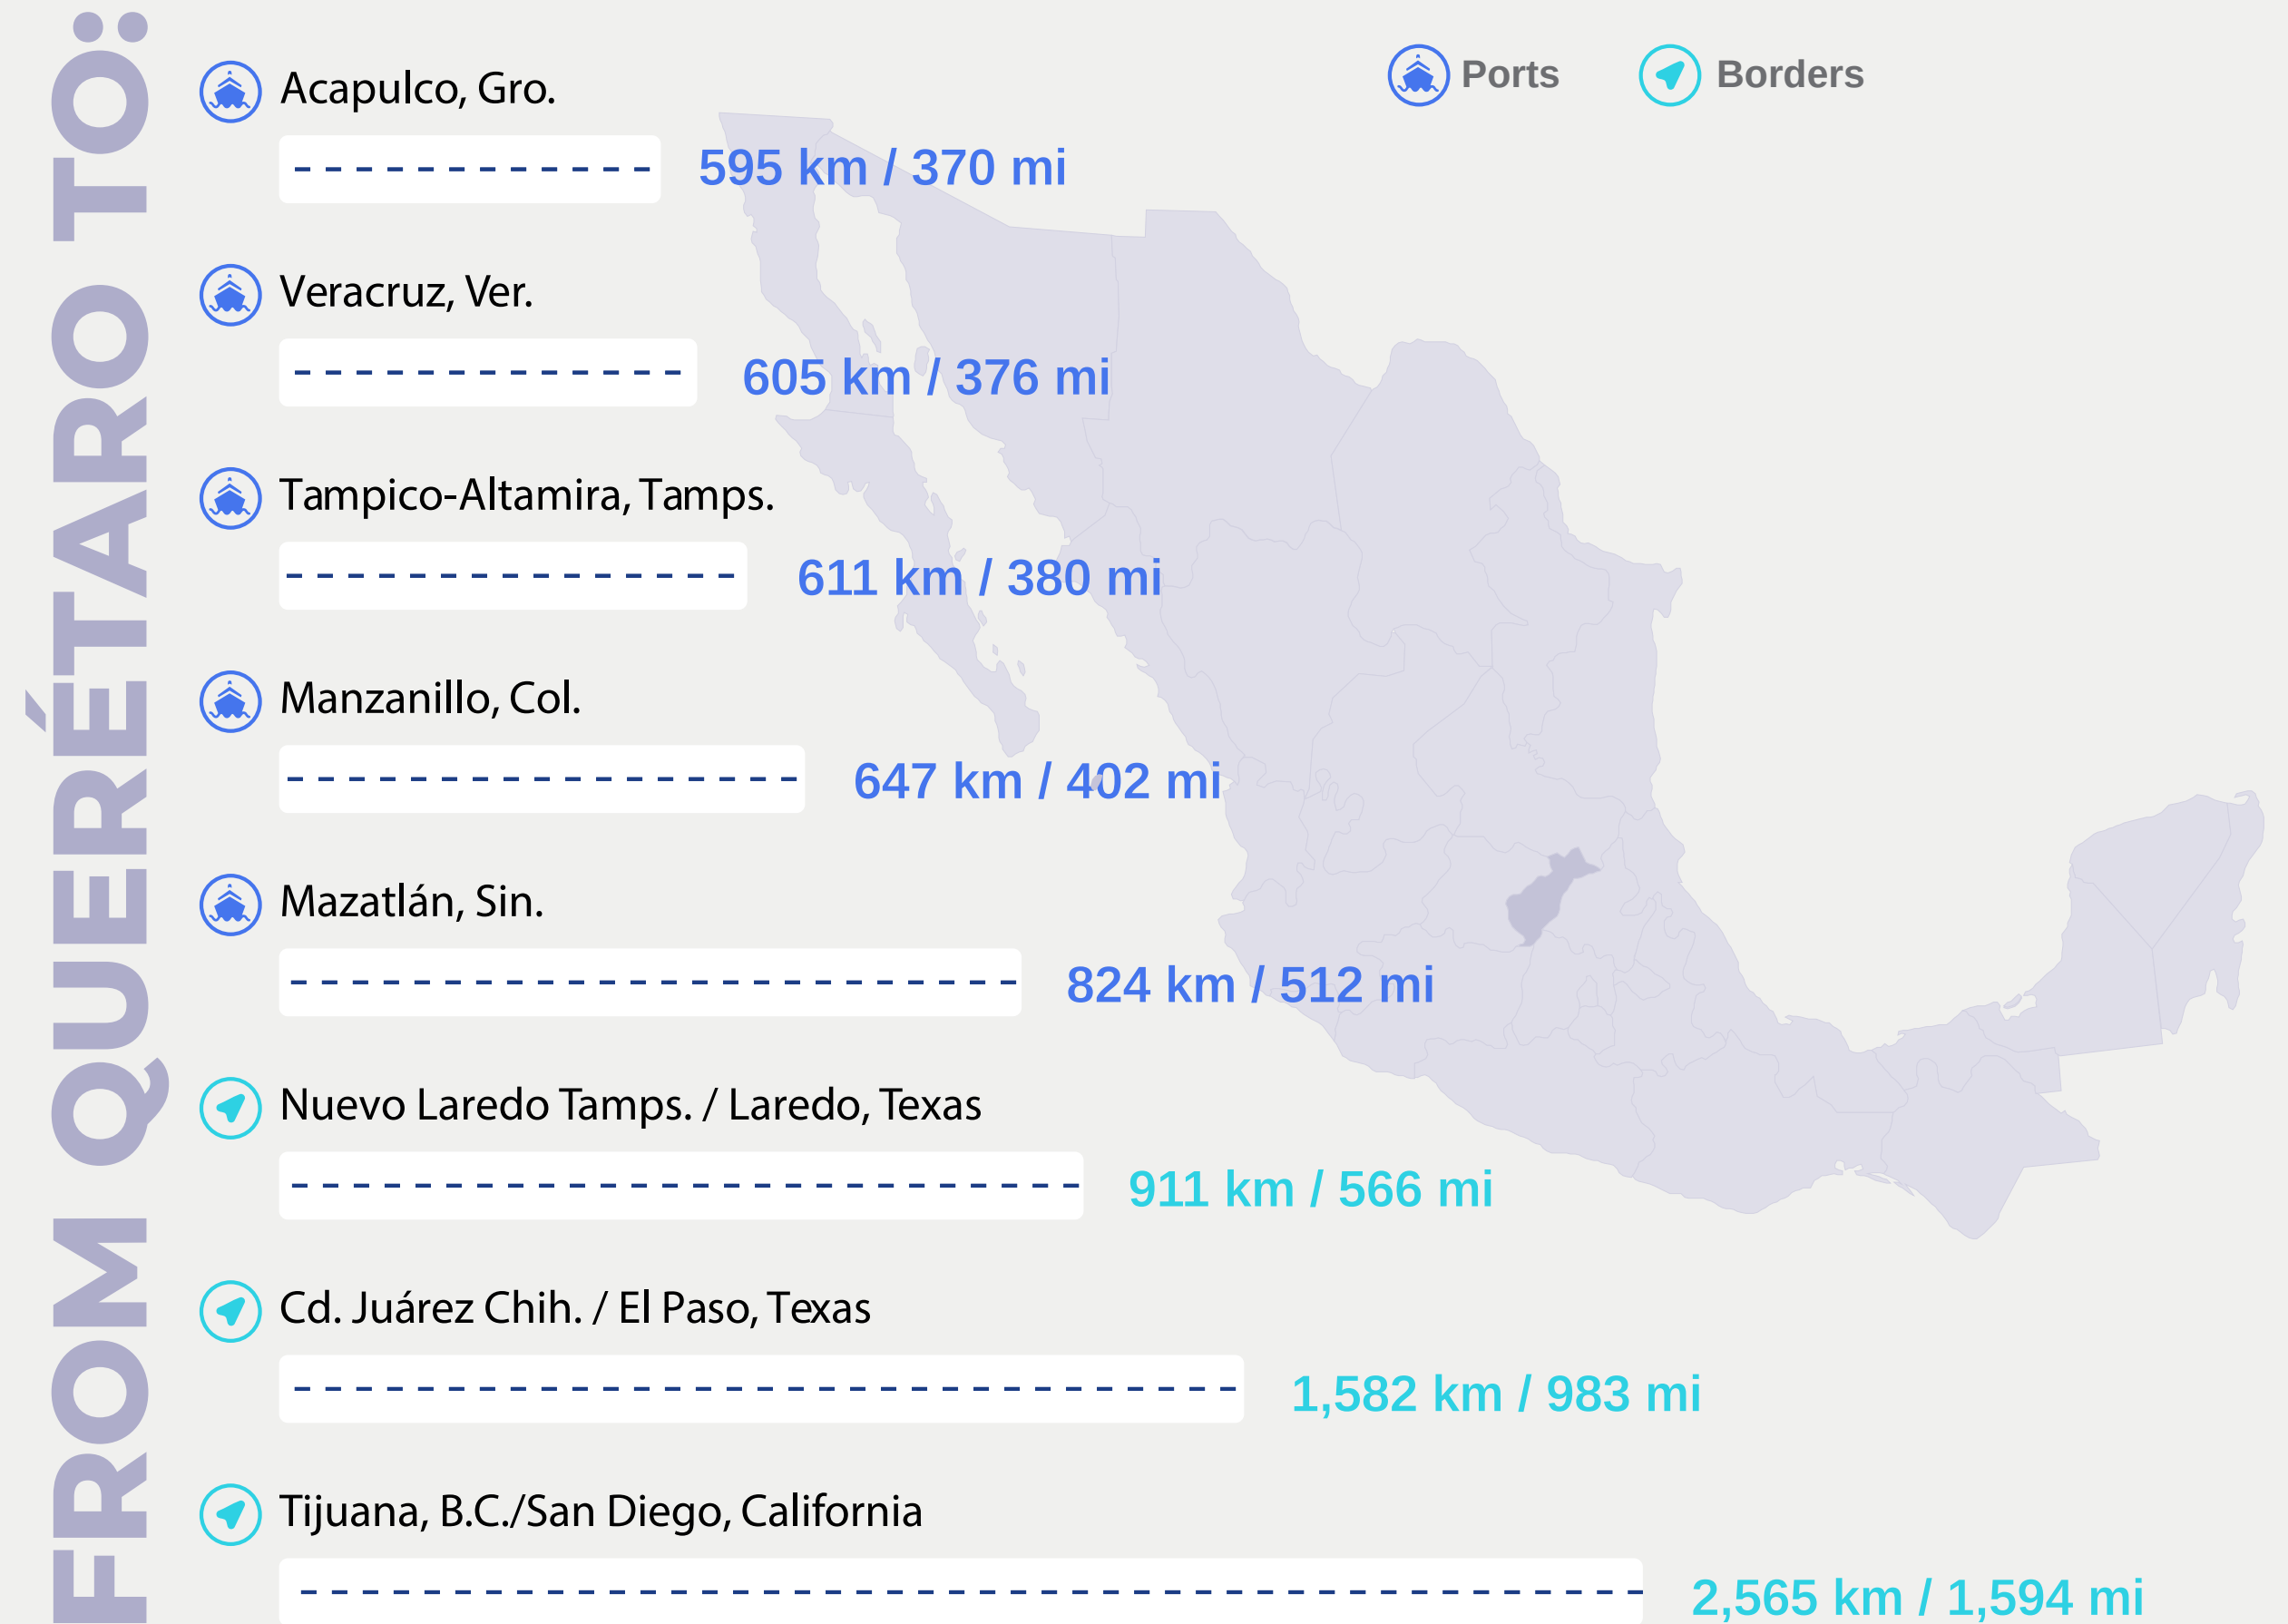 FROM QUERÉTARO TO:
Ports
Borders
Acapulco, Gro.
595 km / 370 mi
Veracruz, Ver.
605 km / 376 mi
Tampico-Altamira, Tamps.
611 km / 380 mi
Manzanillo, Col.
647 km / 402 mi
Mazatlán, Sin.
824 km / 512 mi
Nuevo Laredo Tamps. / Laredo, Texas
911 km / 566 mi
Cd. Juárez Chih. / El Paso, Texas
1,582 km / 983 mi
Tijuana, B.C./San Diego, California
2,565 km / 1,594 mi